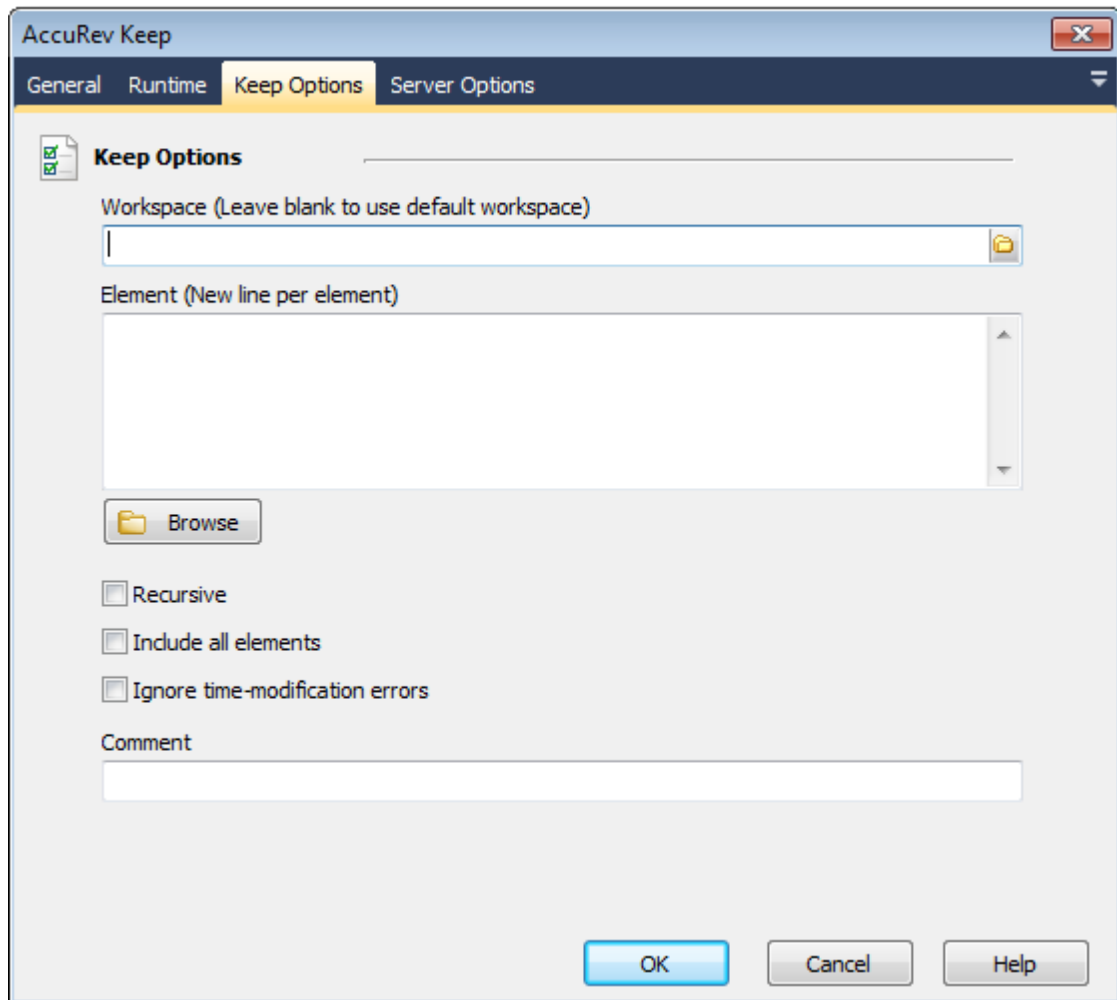 AccuRev Keep
General Runtime Keep Options Server Options
Keep Options
Workspace (Leave blank to use default workspace)
Element (New line per element)
Browse
Recursive
Include all elements
Ignore time-modification errors
Comment
OK Cancel Help